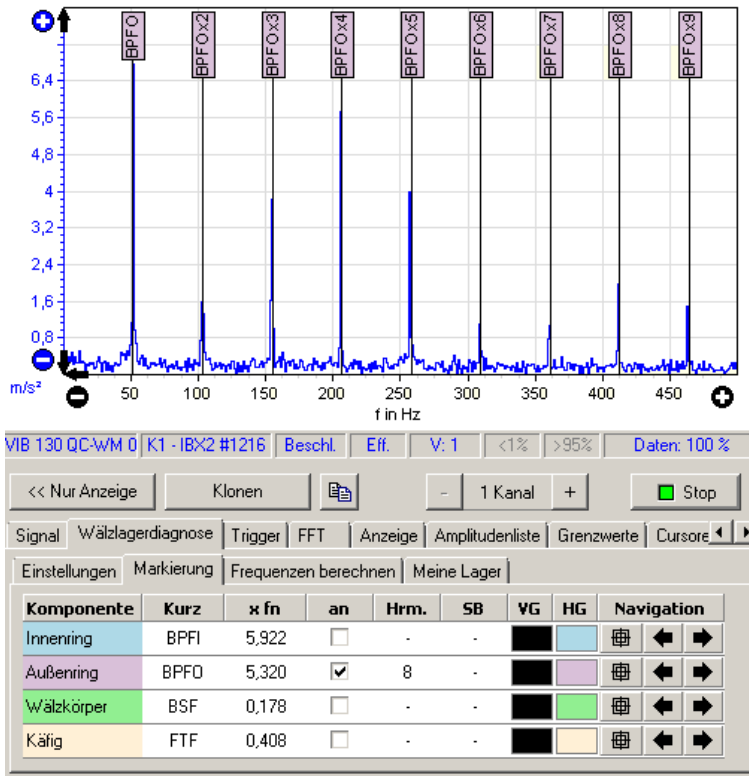 BPFO BPFOx2 BPFOx3 BPFOx4 BPFOx5 BPFOx6 BPFOx7 BPFOx8 BPFOx9
6,4
5,6
4,8
4
3,2
2,4
1,6
0,8
m/s²
50 100 150 200 250 300 350 400 450
f in Hz
VIB 130 QC-WM 0 K1 - IBX2 #1216 Beschl. Eff. V: 1 <1% >95% Daten: 100 %
<< Nur Anzeige Klonen - 1 Kanal + Stop
Signal Wälzlagerdiagnose Trigger FFT Anzeige Amplitudenliste Grenzwerte Cursore
Einstellungen Markierung Frequenzen berechnen Meine Lager
Komponente Kurz x fn an Hrm. SB VG HG Navigation
Innenring BPFI 5,922 - -
Außenring BPFO 5,320 8 -
Wälzkörper BSF 0,178 - -
Käfig FTF 0,408 - -